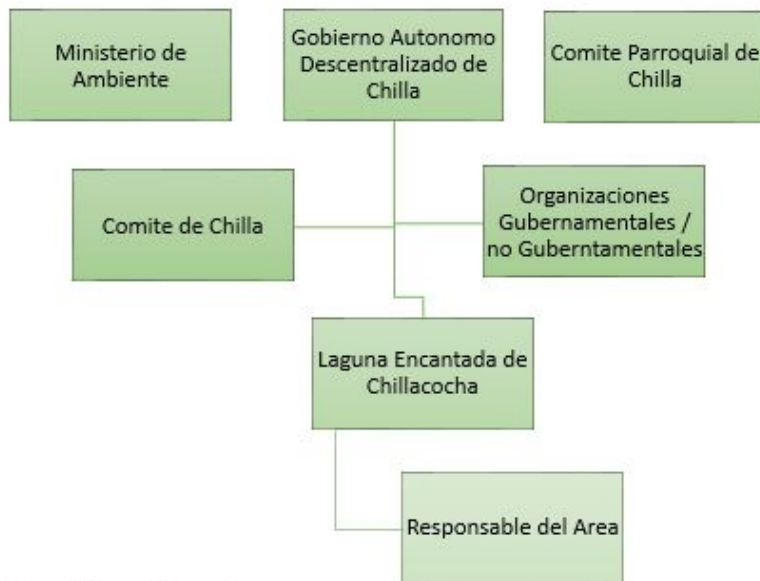 Ministerio de
Ambiente
Gobierno Autonomo
Descentralizado de
Chilla
Comite Parroquial de
Chilla
Comite de Chilla
Organizaciones
Gubernamentales /
no Guberntamentales
Laguna Encantada de
Chillacocha
Responsable del Area